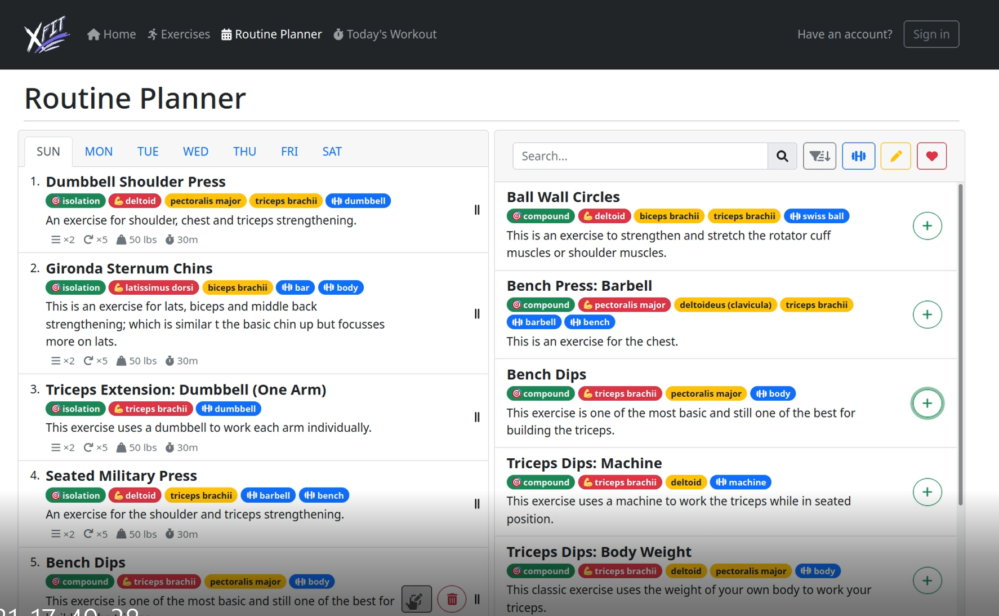 XFIT
Home Exercises Routine Planner Today's Workout Have an account? Sign in
Routine Planner
SUN MON TUE WED THU FRI SAT
1. Dumbbell Shoulder Press
isolation deltoid pectoralis major triceps brachii dumbbell
An exercise for shoulder, chest and triceps strengthening.
×2 ×5 50 lbs 30m
2. Gironda Sternum Chins
isolation latissimus dorsi biceps brachii bar body
This is an exercise for lats, biceps and middle back
strengthening; which is similar t the basic chin up but focusses
more on lats.
×2 ×5 50 lbs 30m
3. Triceps Extension: Dumbbell (One Arm)
isolation triceps brachii dumbbell
This exercise uses a dumbbell to work each arm individually.
×2 ×5 50 lbs 30m
4. Seated Military Press
isolation deltoid triceps brachii barbell bench
An exercise for the shoulder and triceps strengthening.
×2 ×5 50 lbs 30m
5. Bench Dips
compound triceps brachii pectoralis major body
This exercise is one of the most basic and still one of the best for
Search...
Ball Wall Circles
compound deltoid biceps brachii triceps brachii swiss ball
This is an exercise to strengthen and stretch the rotator cuff
muscles or shoulder muscles.
Bench Press: Barbell
compound pectoralis major deltoideus (clavicula) triceps brachii
barbell bench
This is an exercise for the chest.
Bench Dips
compound triceps brachii pectoralis major body
This exercise is one of the most basic and still one of the best for
building the triceps.
Triceps Dips: Machine
compound triceps brachii deltoid machine
This exercise uses a machine to work the triceps while in seated
position.
Triceps Dips: Body Weight
compound triceps brachii deltoid pectoralis major body
This classic exercise uses the weight of your own body to work your
triceps.